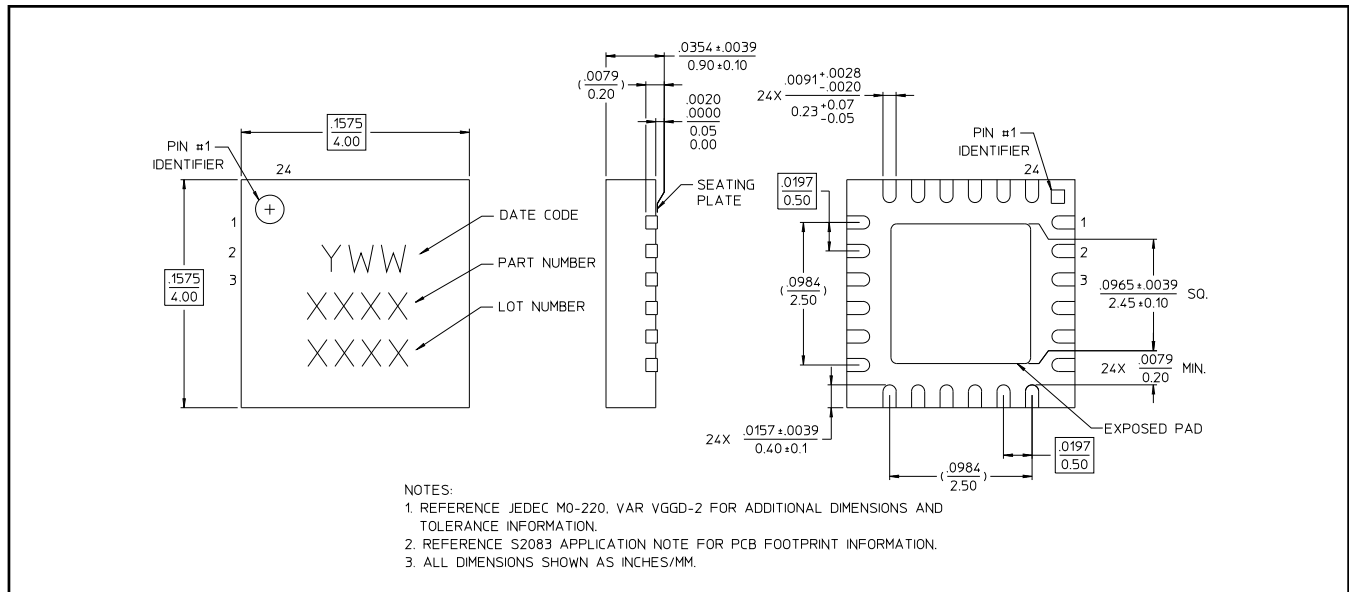 .1575
4.00
PIN #1
IDENTIFIER
24
1
2
3
.1575
4.00
DATE CODE
YWW
PART NUMBER
XXXX
LOT NUMBER
XXXX
.0354 ±.0039
0.90 ±0.10
(.0079)
0.20
.0020
.0000
0.05
0.00
SEATING
PLATE
24X .0091 +.0028
-.0020
0.23 +0.07
-0.05
PIN #1
IDENTIFIER
24
.0197
0.50
1
2
3
(.0984)
2.50
.0965 ±.0039 SQ.
2.45 ±0.10
24X .0079 MIN.
0.20
EXPOSED PAD
24X .0157 ±.0039
0.40 ±0.1
(.0984)
2.50
.0197
0.50
NOTES:
1. REFERENCE JEDEC MO-220, VAR VGGD-2 FOR ADDITIONAL DIMENSIONS AND
TOLERANCE INFORMATION.
2. REFERENCE S2083 APPLICATION NOTE FOR PCB FOOTPRINT INFORMATION.
3. ALL DIMENSIONS SHOWN AS INCHES/MM.